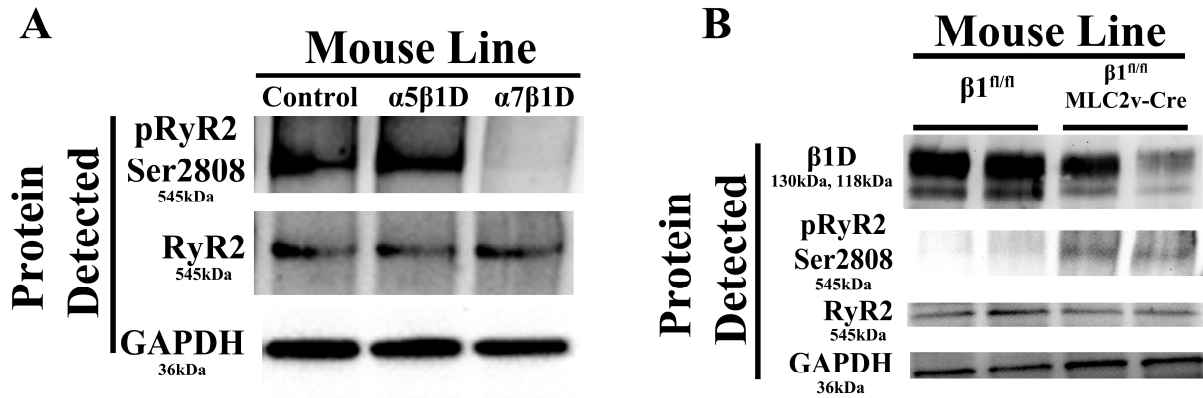 A
Mouse Line
Control α5β1D α7β1D
Protein
Detected
pRyR2
Ser2808
545kDa
RyR2
545kDa
GAPDH
36kDa
B
Mouse Line
β1fl/fl
β1fl/fl
MLC2v-Cre
Protein
Detected
β1D
130kDa, 118kDa
pRyR2
Ser2808
545kDa
RyR2
545kDa
GAPDH
36kDa